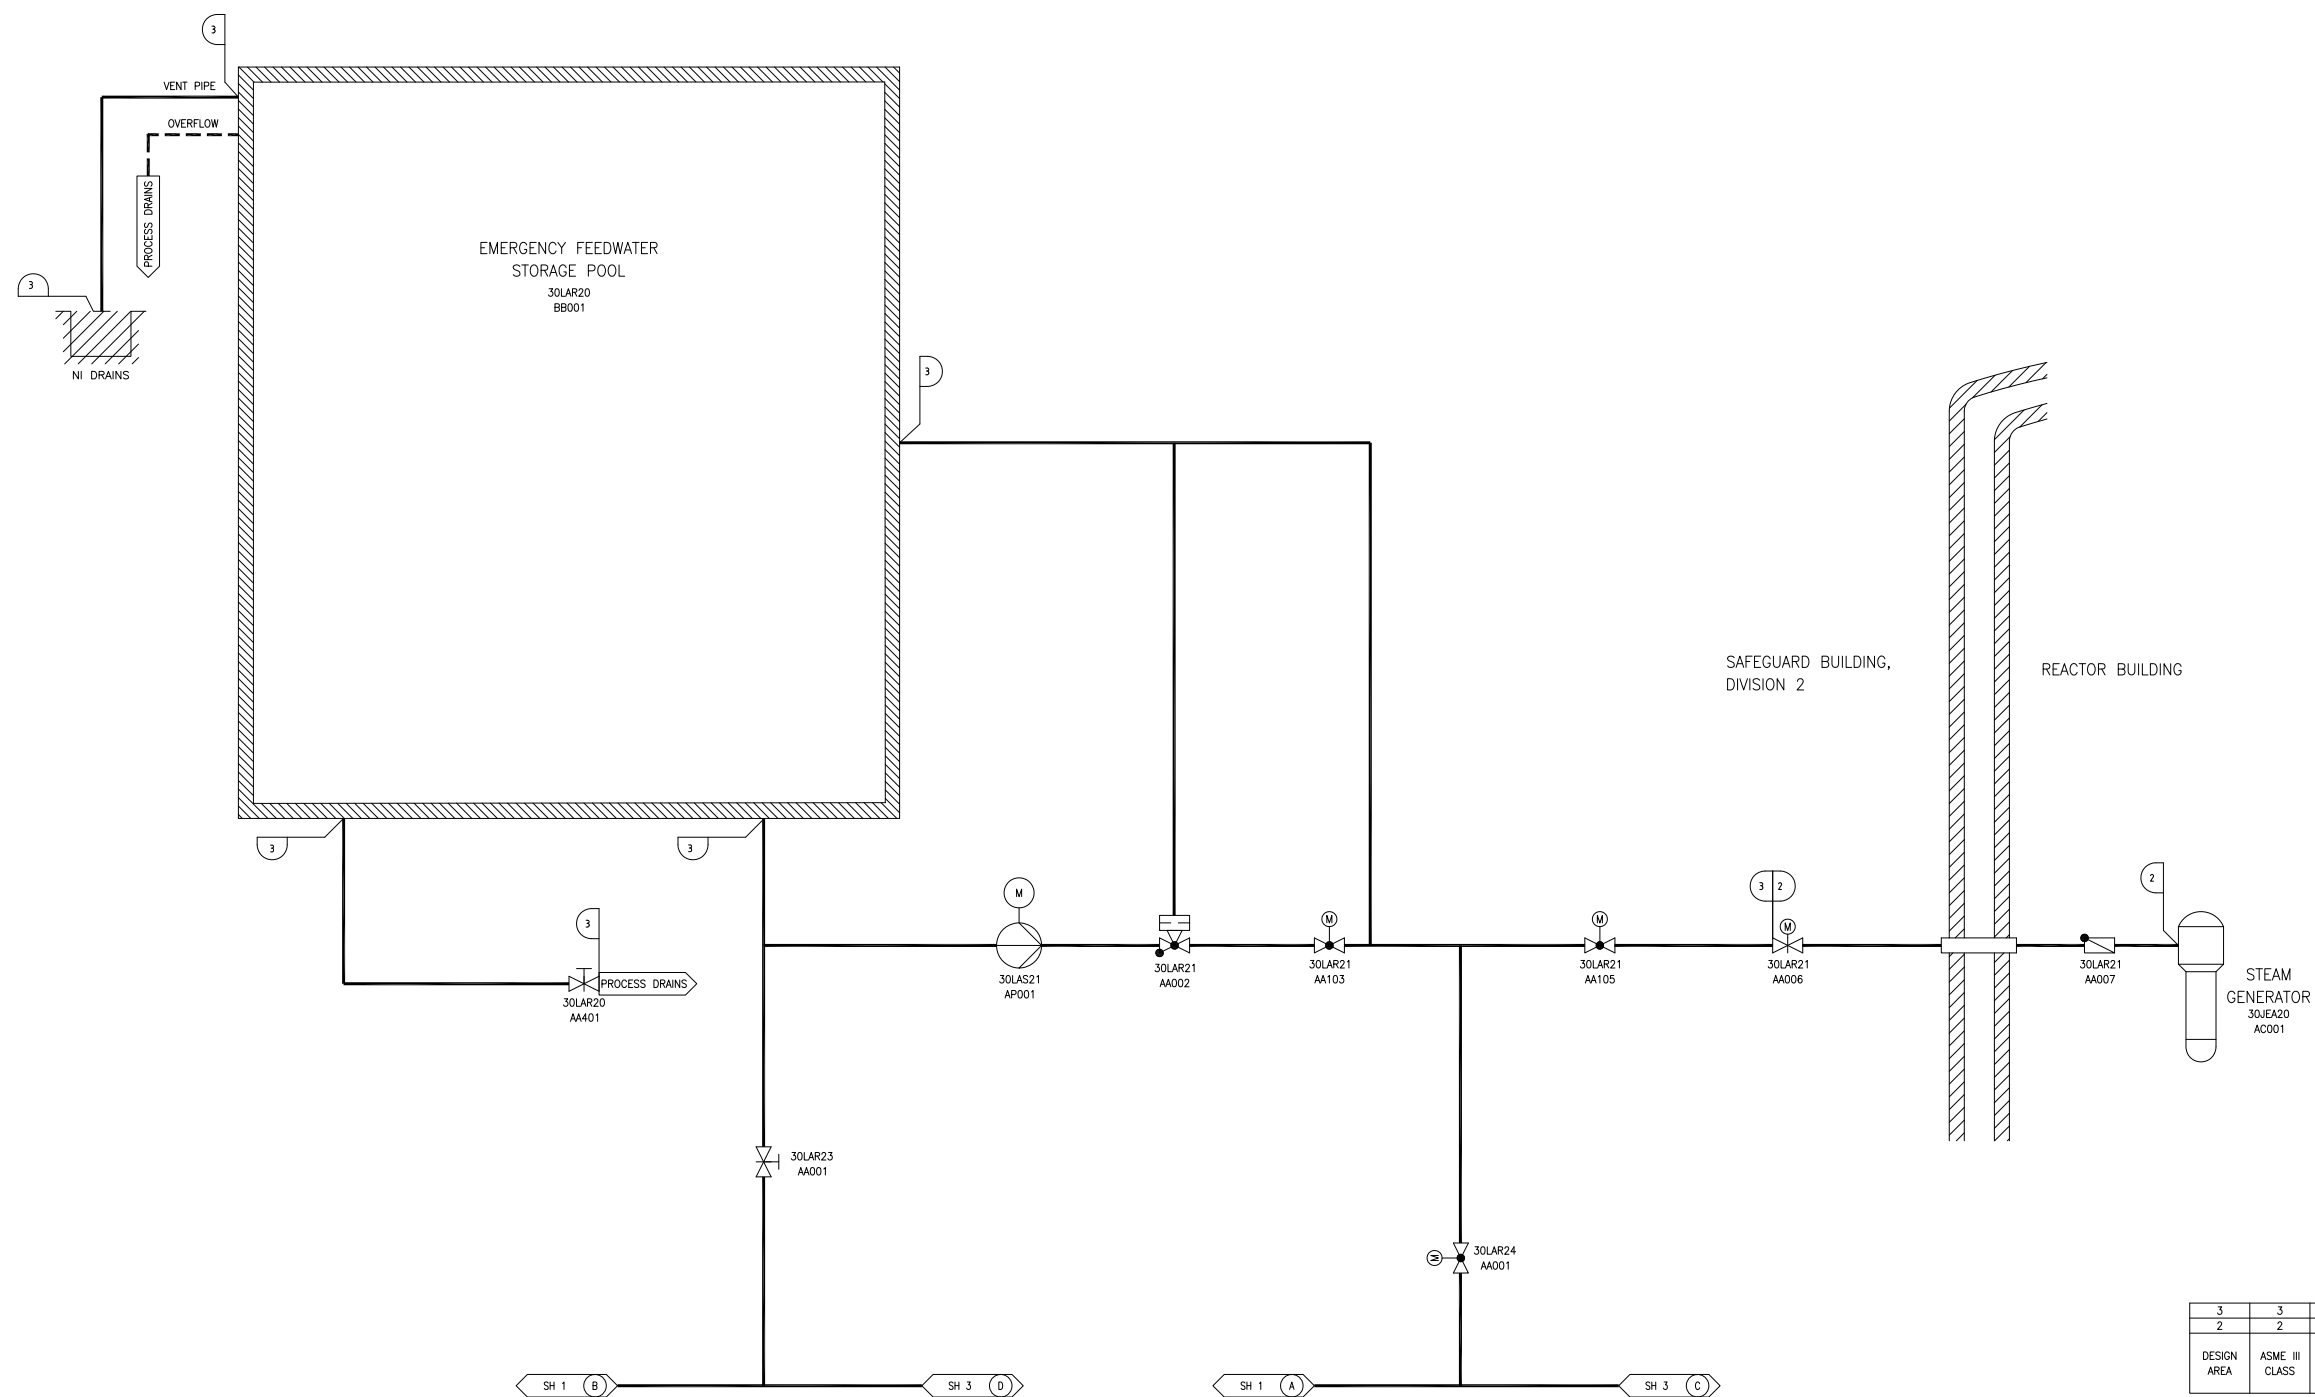 3
VENT PIPE
OVERFLOW
PROCESS DRAINS
3
NI DRAINS
EMERGENCY FEEDWATER
STORAGE POOL
30LAR20
BB001
3
SAFEGUARD BUILDING,
DIVISION 2
REACTOR BUILDING
3
3
3
PROCESS DRAINS
30LAR20
AA401
M
30LAS21
AP001
30LAR21
AA002
M
30LAR21
AA103
M
30LAR21
AA105
3 2
M
30LAR21
AA006
30LAR21
AA007
2
STEAM
GENERATOR
30JEA20
AC001
30LAR23
AA001
M
30LAR24
AA001
SH 1 B
SH 3 D
SH 1 A
SH 3 C
3 3
2 2
DESIGN AREA
ASME III CLASS